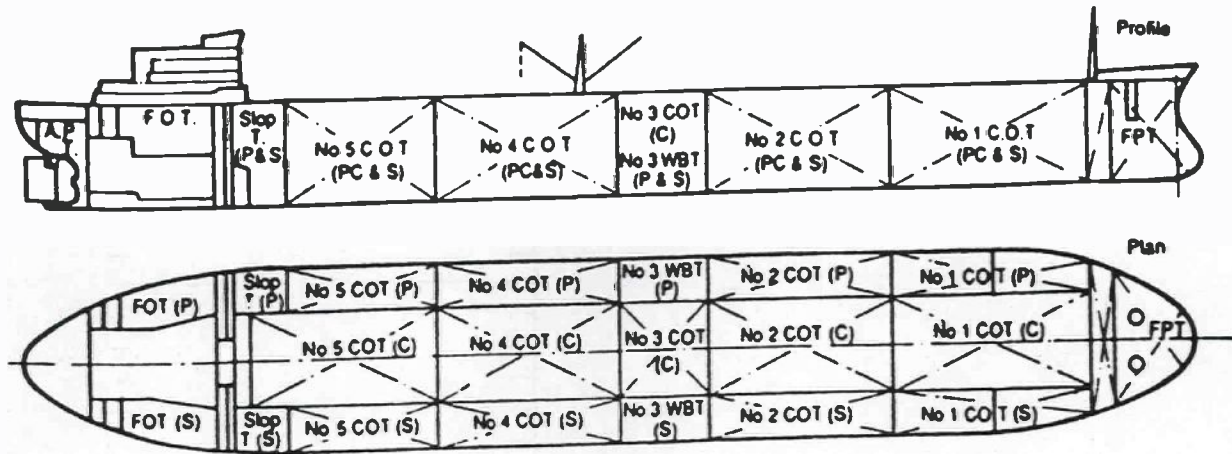 Profile
A.P
F O T.
Slop
T.
(P&S)
No 5 C O T
(PC & S)
No 4 C O T
(PC&S)
No 3 COT
(C)
No 3 WBT
(P & S)
No 2 C O T
(PC & S)
No 1 C.O.T
(PC & S)
FPT
Plan
FOT (P)
Slop
T (P)
No 5 COT (P)
No 4 COT (P)
No 3 WBT
(P)
No 2 COT (P)
No 1 COT (P)
No 5 COT (C)
No 4 COT (C)
No 3 COT
(C)
No 2 COT (C)
No 1 COT (C)
FPT
FOT (S)
Slop
T (S)
No 5 COT (S)
No 4 COT (S)
No 3 WBT
(S)
No 2 COT (S)
No 1 COT (S)